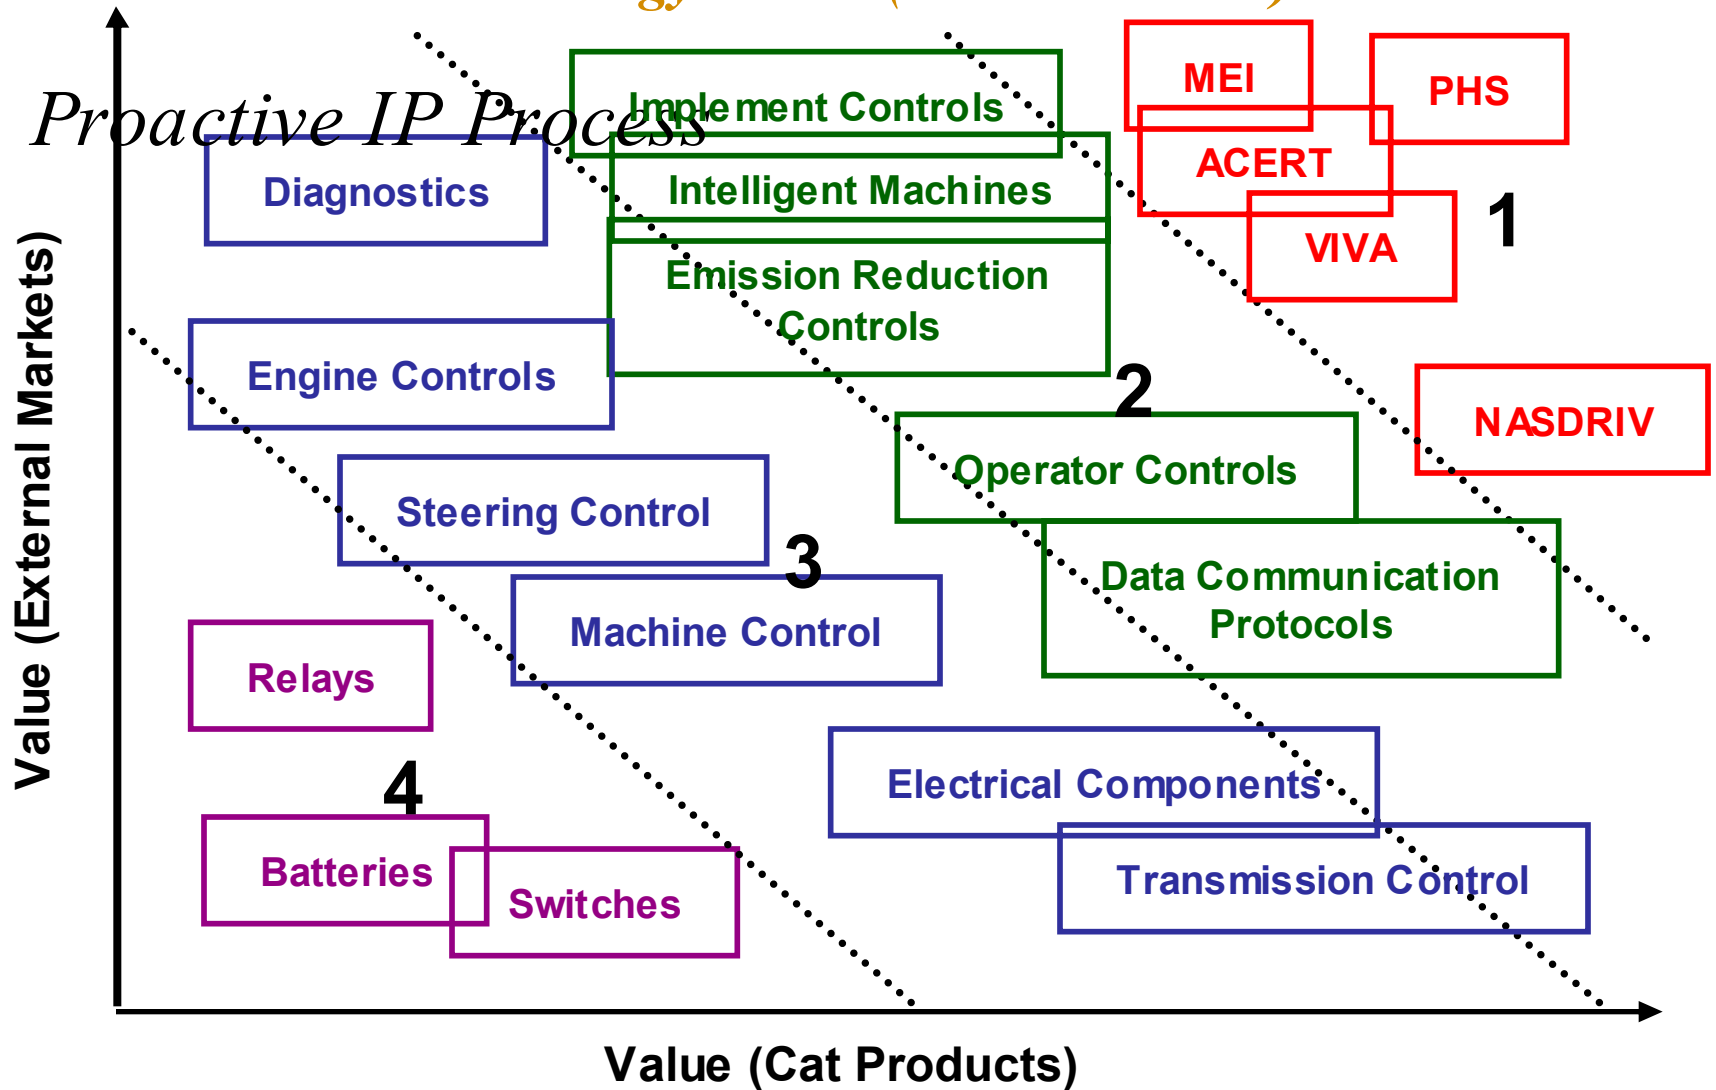 MEI
PHS
Proactive IP Process
Implement Controls
ACERT
Diagnostics
Intelligent Machines
1
VIVA
Emission Reduction
Controls
Engine Controls
2
NASDRIV
Operator Controls
Steering Control
3
Data Communication
Protocols
Machine Control
Relays
4
Electrical Components
Batteries
Switches
Transmission Control
Value (External Markets)
Value (Cat Products)